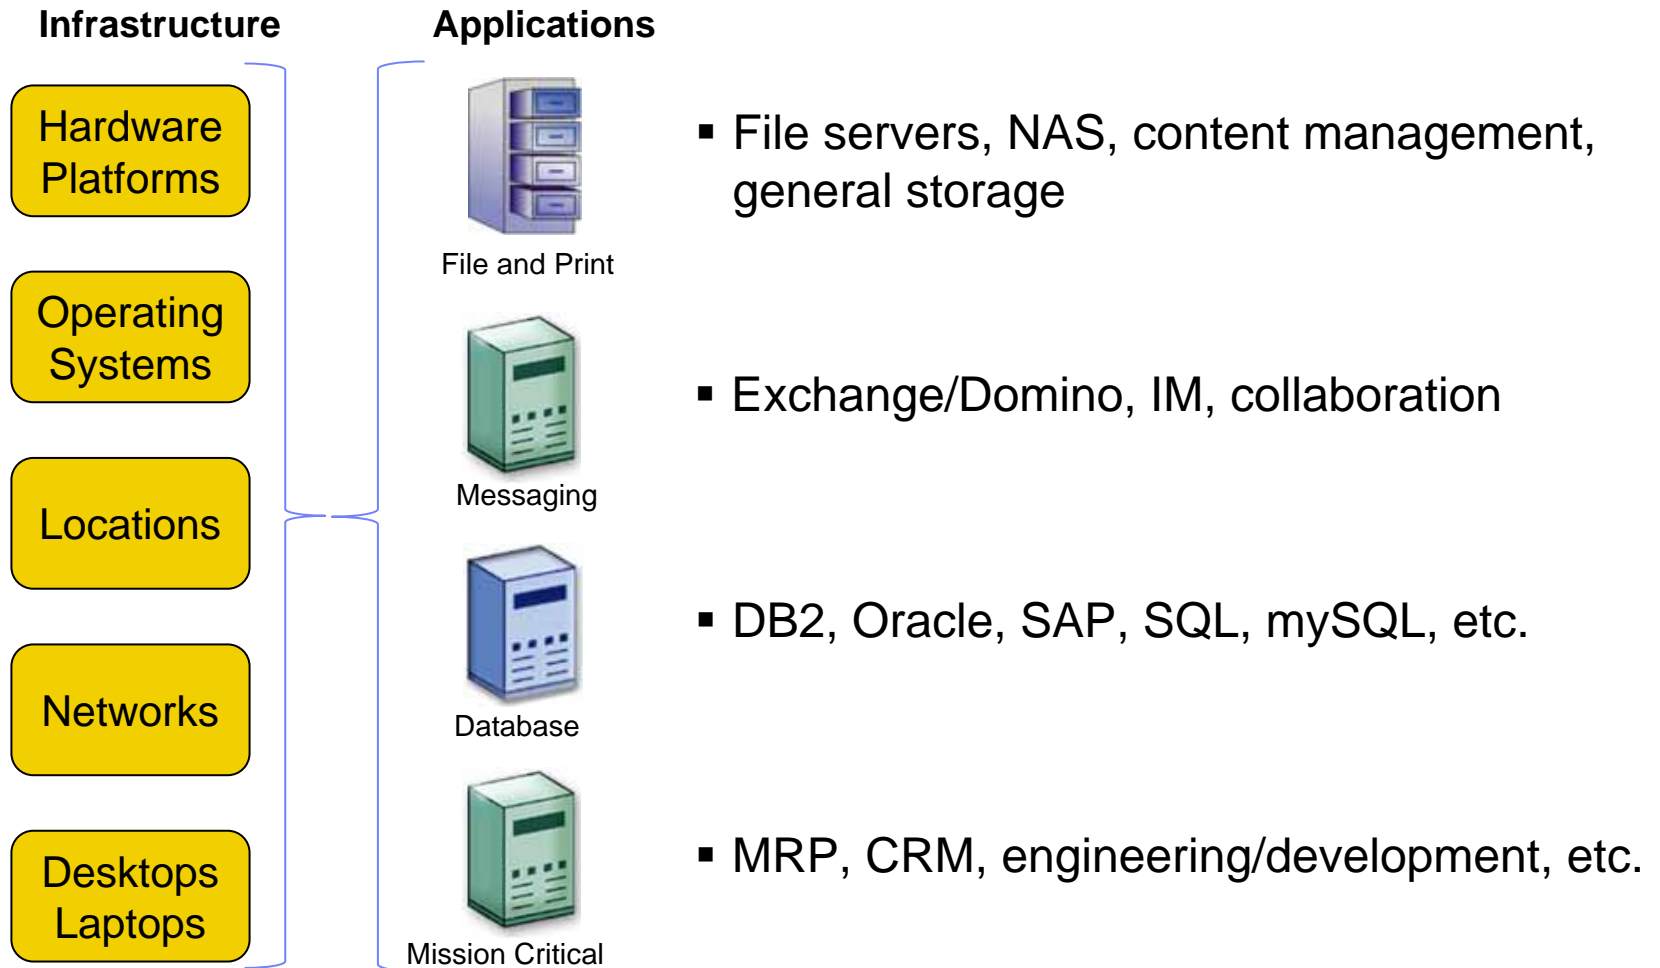 Infrastructure
Applications
Hardware
Platforms
Operating
Systems
Locations
Networks
Desktops
Laptops
File and Print
▪ File servers, NAS, content management,
general storage
Messaging
▪ Exchange/Domino, IM, collaboration
Database
▪ DB2, Oracle, SAP, SQL, mySQL, etc.
Mission Critical
▪ MRP, CRM, engineering/development, etc.